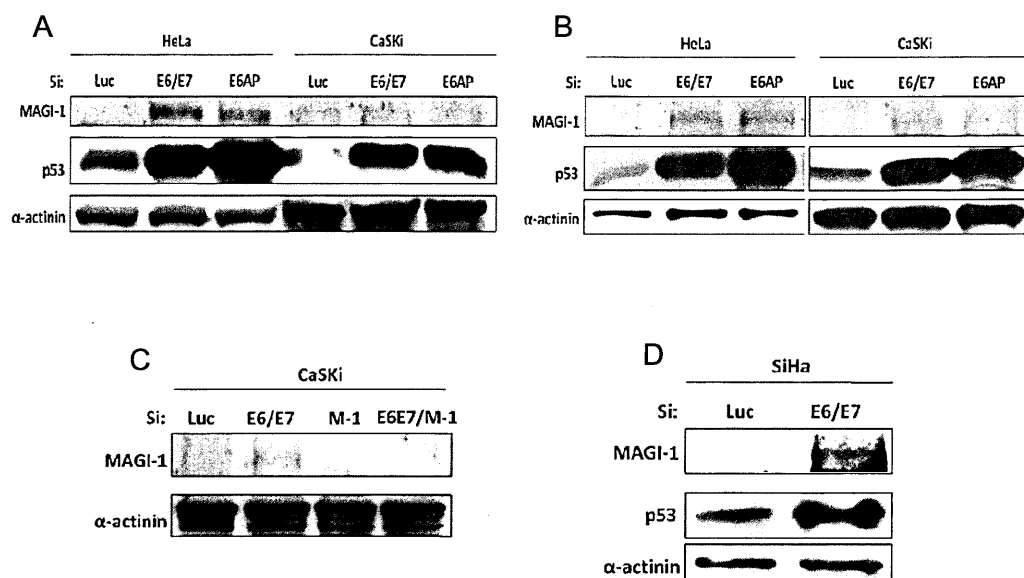 A
HeLa CaSKi
Si: Luc E6/E7 E6AP Luc E6/E7 E6AP
MAGI-1
p53
α-actinin
B
HeLa CaSKi
Si: Luc E6/E7 E6AP Luc E6/E7 E6AP
MAGI-1
p53
α-actinin
C
CaSKi
Si: Luc E6/E7 M-1 E6E7/M-1
MAGI-1
α-actinin
D
SiHa
Si: Luc E6/E7
MAGI-1
p53
α-actinin